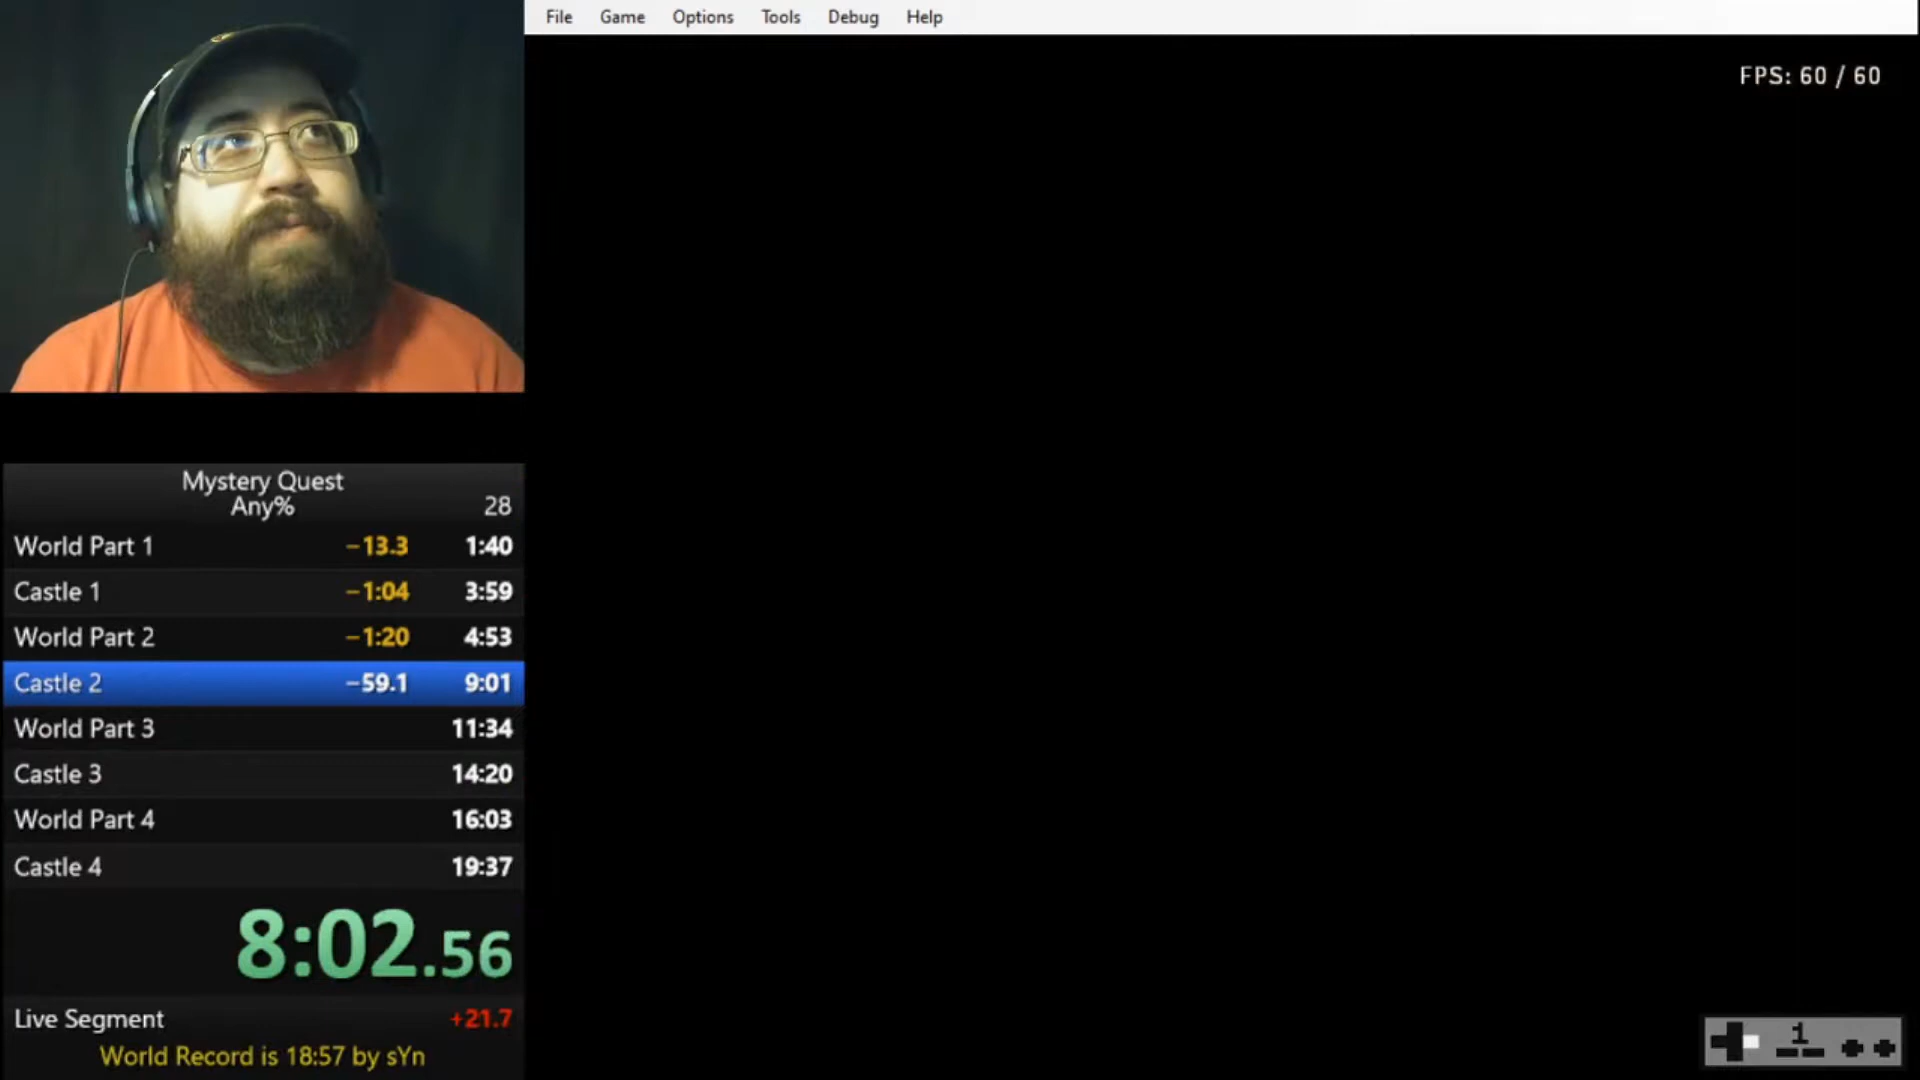 File Game Options Tools Debug Help
FPS: 60 / 60
Mystery Quest
Any% 28
World Part 1 −13.3 1:40
Castle 1 −1:04 3:59
World Part 2 −1:20 4:53
Castle 2 −59.1 9:01
World Part 3 11:34
Castle 3 14:20
World Part 4 16:03
Castle 4 19:37
8:02.56
Live Segment +21.7
World Record is 18:57 by sYn
1